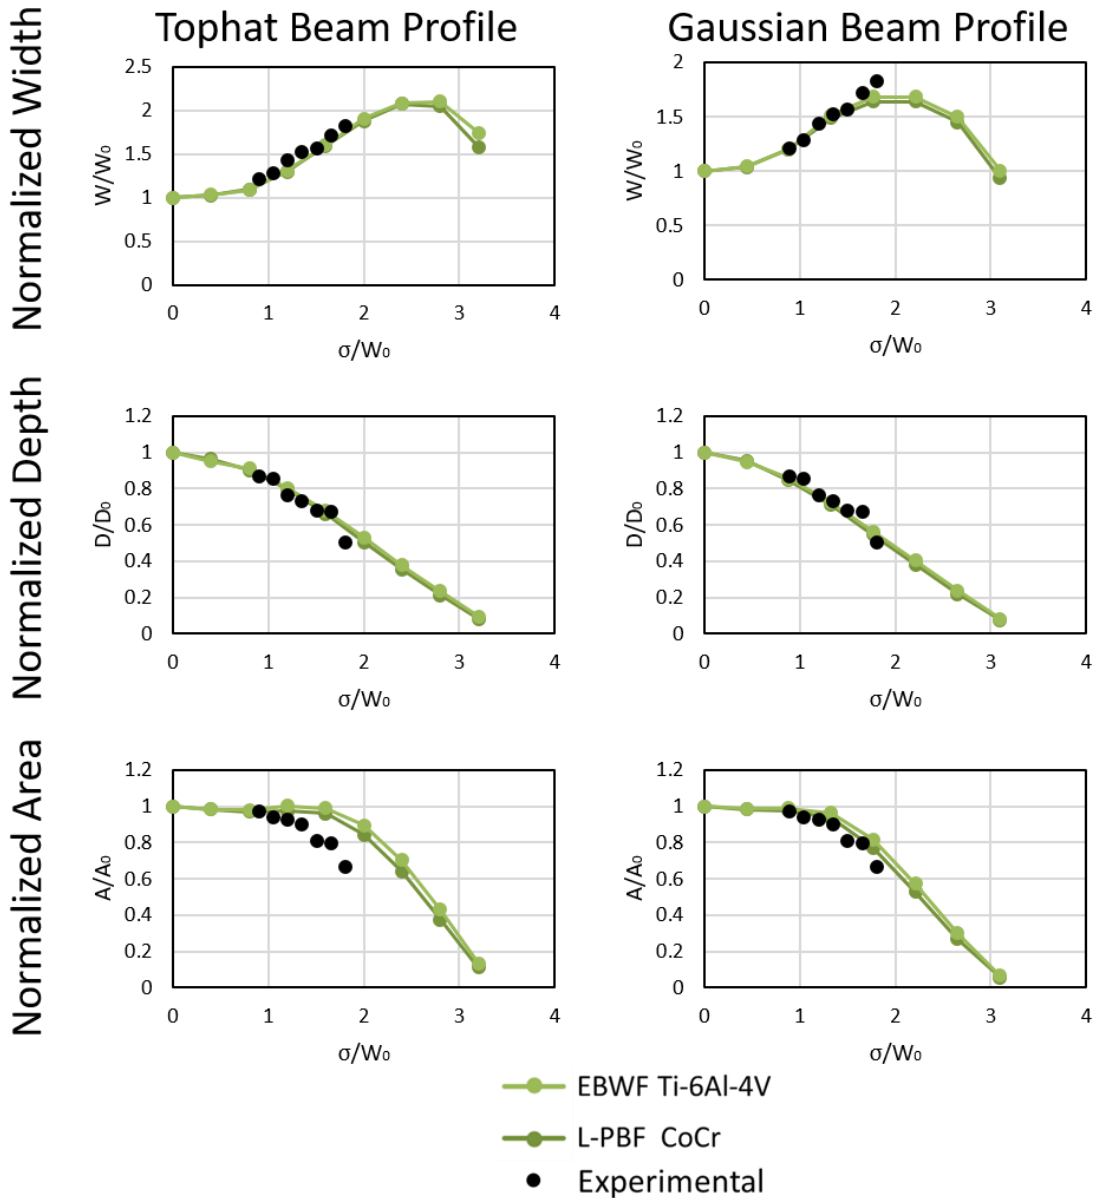 Tophat Beam Profile
Gaussian Beam Profile
Normalized Width
W/W₀
2.5
2
1.5
1
0.5
0
0 1 2 3 4
σ/W₀
W/W₀
2
1.5
1
0.5
0
0 1 2 3 4
σ/W₀
Normalized Depth
D/D₀
1.2
1
0.8
0.6
0.4
0.2
0
0 1 2 3 4
σ/W₀
D/D₀
1.2
1
0.8
0.6
0.4
0.2
0
0 1 2 3 4
σ/W₀
Normalized Area
A/A₀
1.2
1
0.8
0.6
0.4
0.2
0
0 1 2 3 4
σ/W₀
A/A₀
1.2
1
0.8
0.6
0.4
0.2
0
0 1 2 3 4
σ/W₀
EBWF Ti-6Al-4V
L-PBF CoCr
Experimental